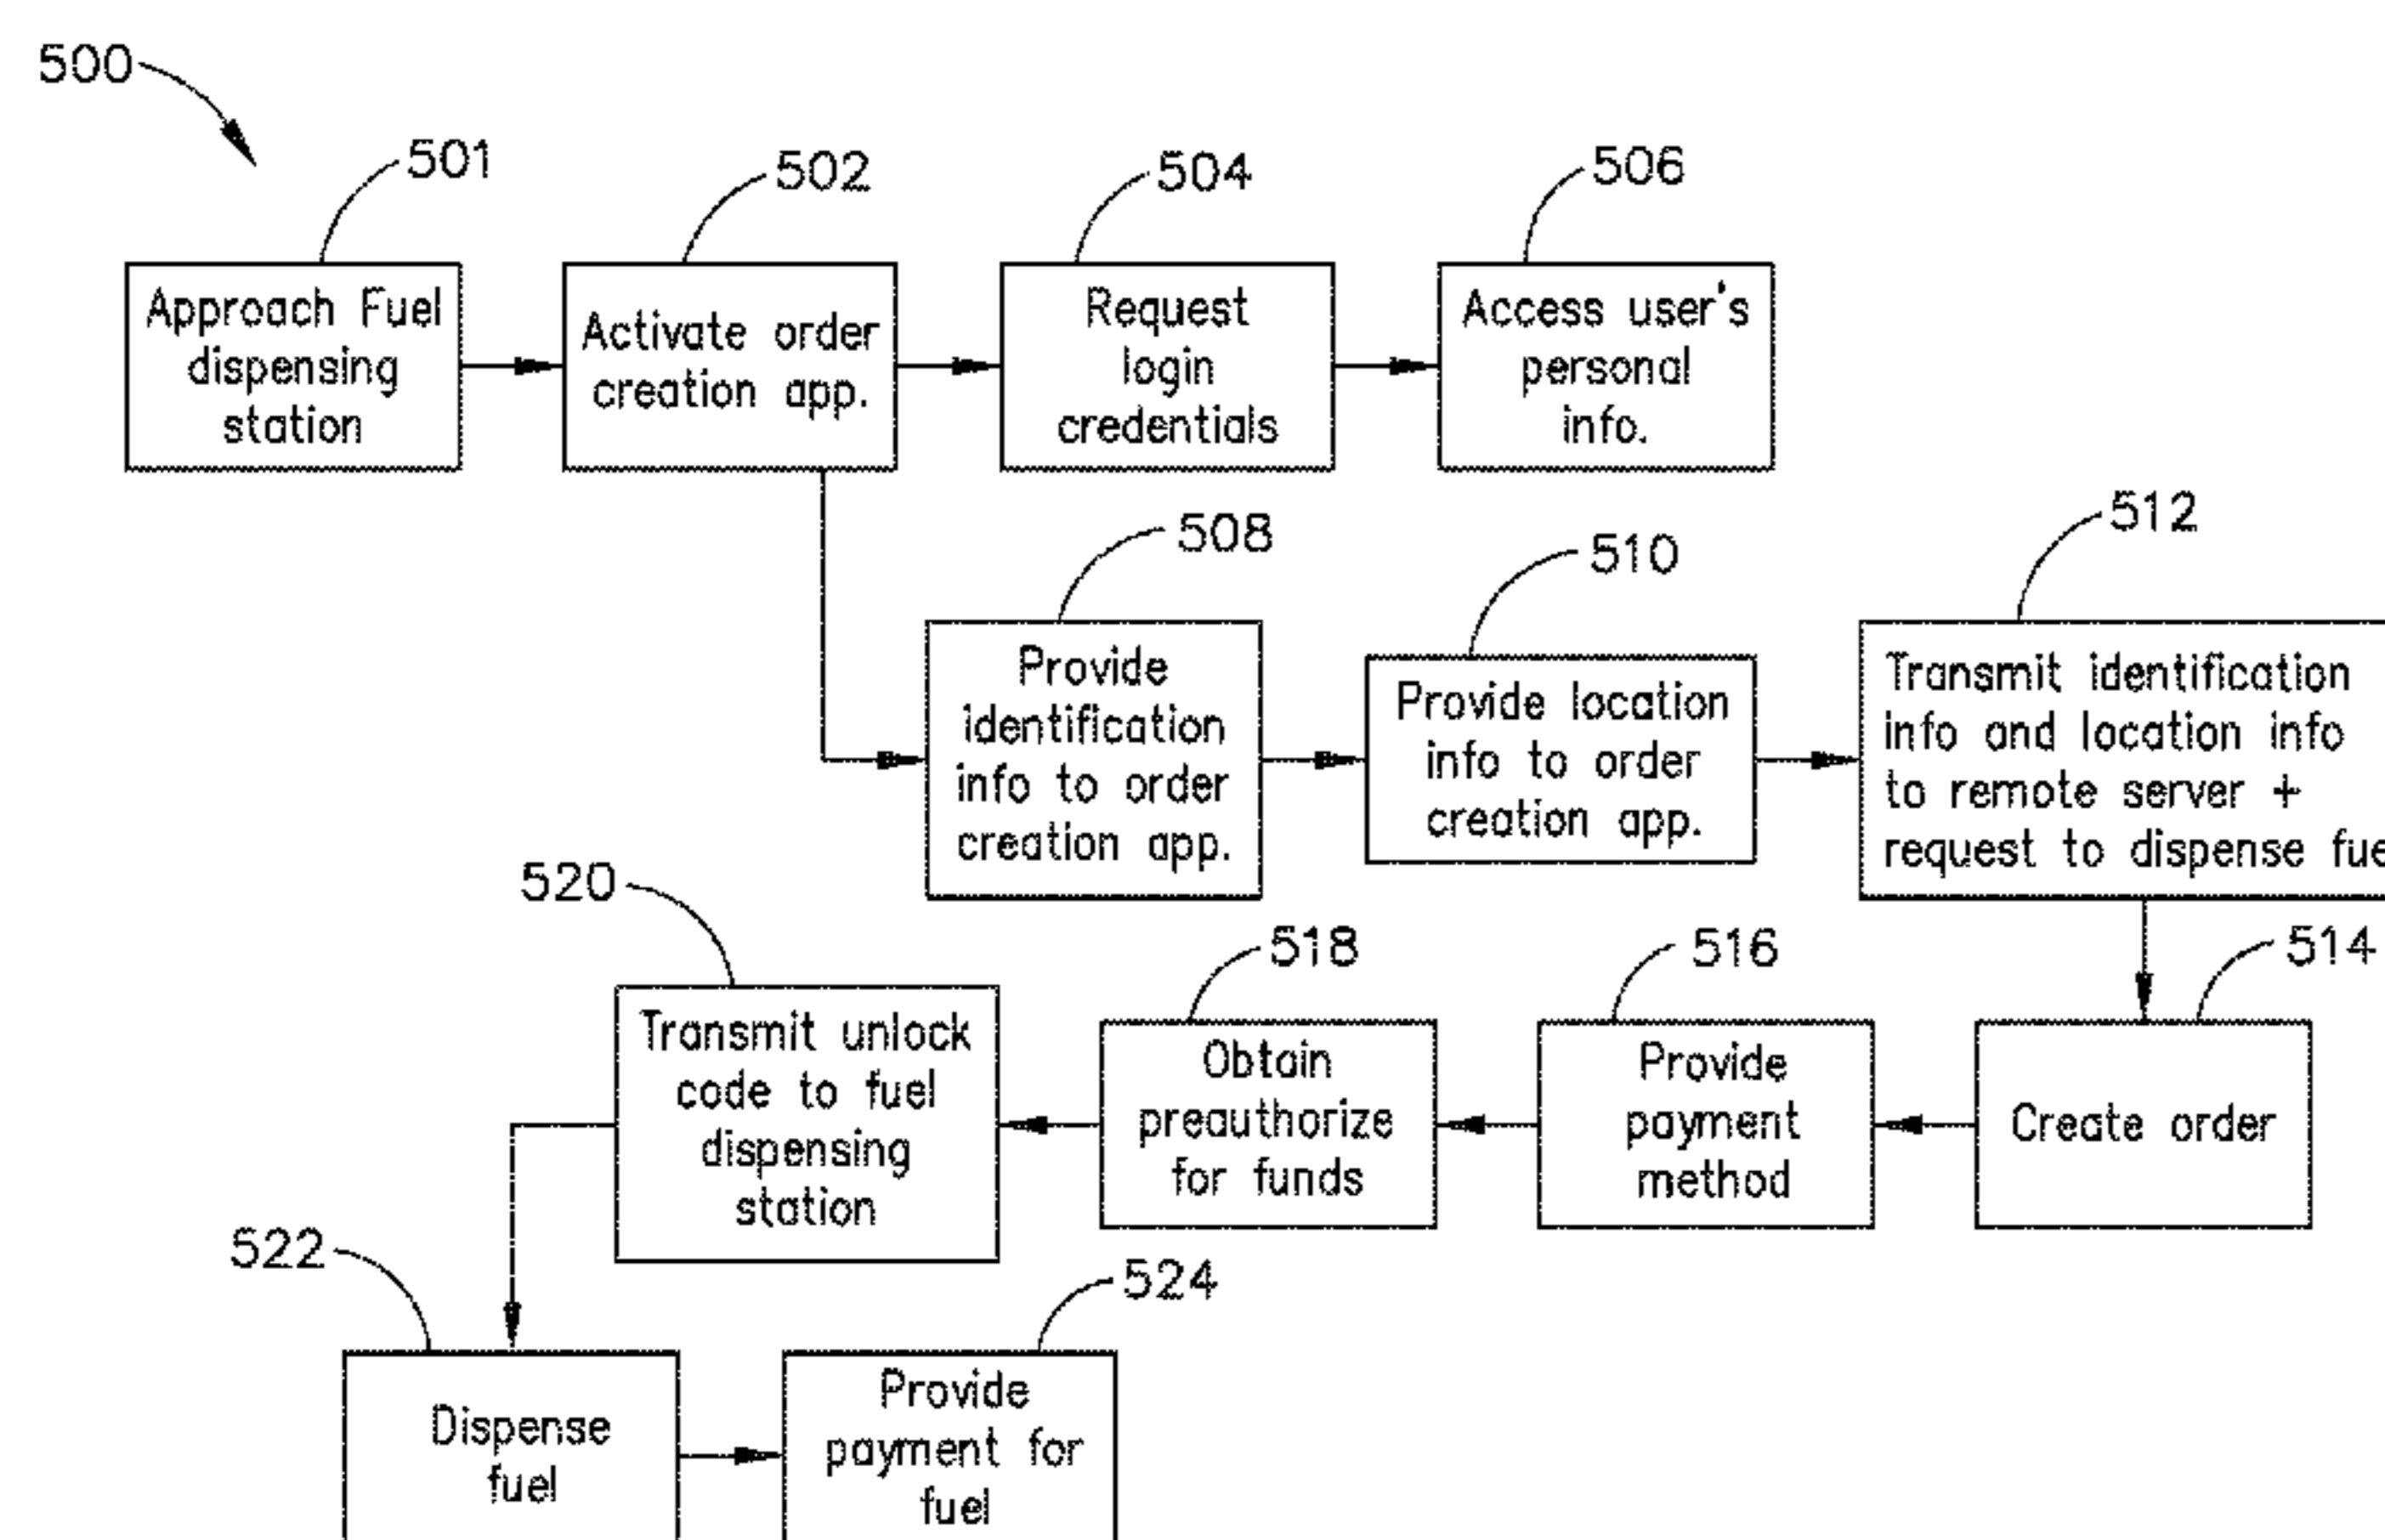 500
501
502
504
506
Approach Fuel
dispensing
station
Activate order
creation app.
Request
login
credentials
Access user's
personal
info.
508
510
512
Provide
identification
info to order
creation app.
Provide location
info to order
creation app.
Transmit identification
info and location info
to remote server +
request to dispense fue
520
518
516
514
Transmit unlock
code to fuel
dispensing
station
Obtain
preauthorize
for funds
Provide
payment
method
Create order
522
524
Dispense
fuel
Provide
payment for
fuel